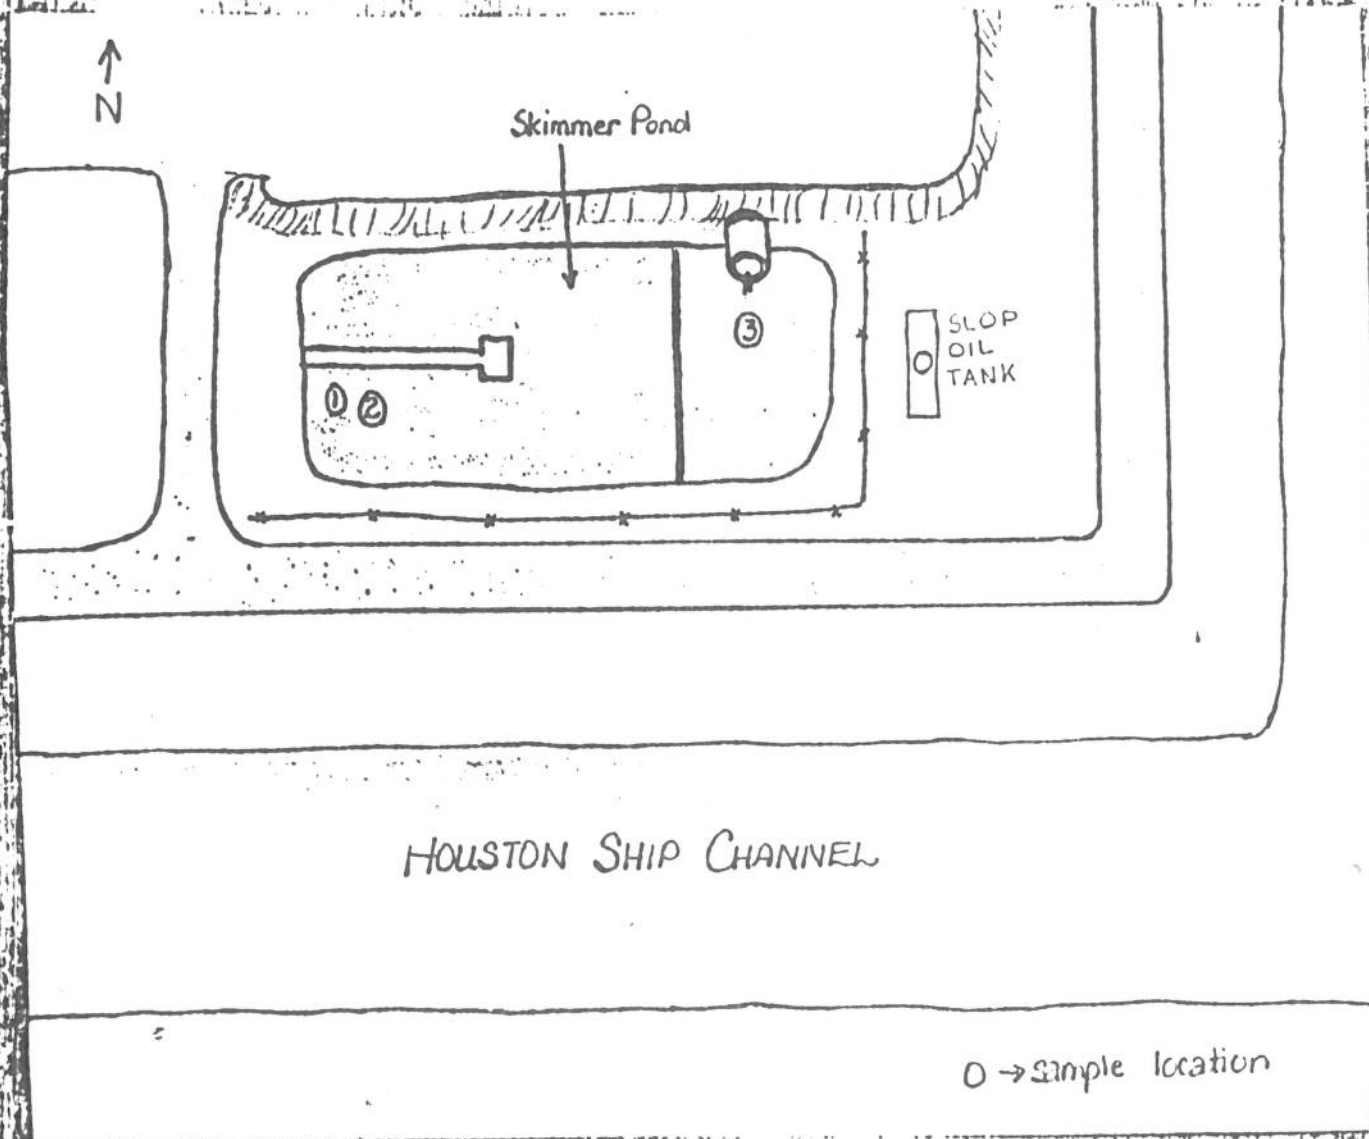 N
Skimmer Pond
③
SLOP
OIL
TANK
① ②
HOUSTON SHIP CHANNEL
O → sample location